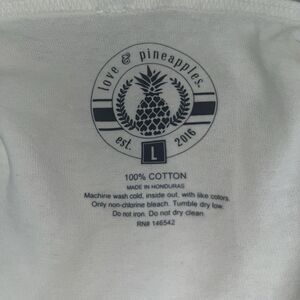 love & pineapples.
est. 2016
L
100% COTTON
MADE IN HONDURAS
Machine wash cold, inside out, with like colors.
Only non-chlorine bleach. Tumble dry low.
Do not iron. Do not dry clean.
RN# 146542